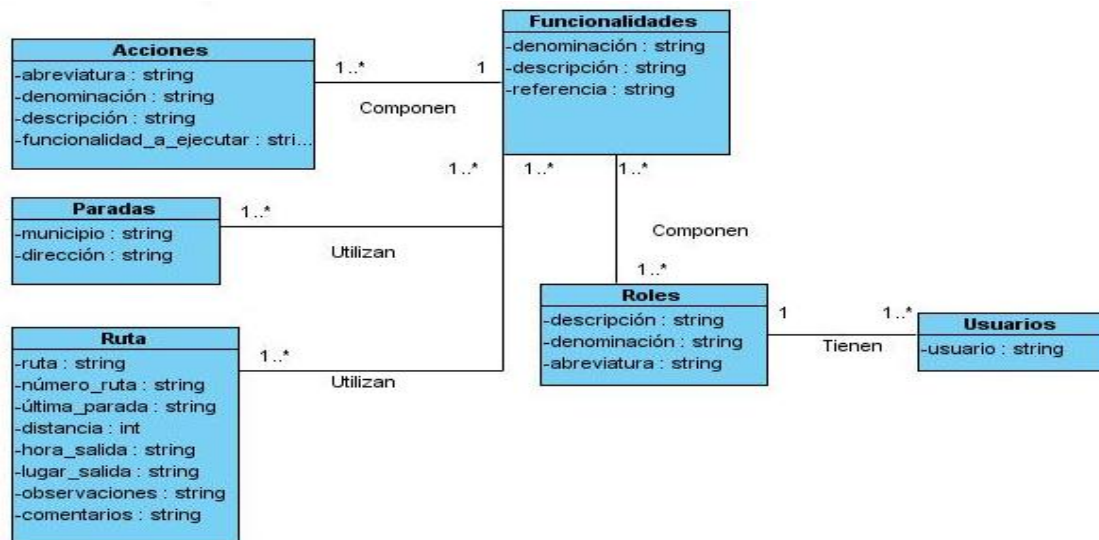 Funcionalidades
-denominación : string
-descripción : string
-referencia : string
Acciones
-abreviatura : string
-denominación : string
-descripción : string
-funcionalidad_a_ejecutar : stri...
1..*
1
Componen
1..*
1..*
1..*
Paradas
-municipio : string
-dirección : string
1..*
Utilizan
Componen
1..*
Roles
-descripción : string
-denominación : string
-abreviatura : string
1
1..*
Tienen
Usuarios
-usuario : string
Ruta
-ruta : string
-número_ruta : string
-última_parada : string
-distancia : int
-hora_salida : string
-lugar_salida : string
-observaciones : string
-comentarios : string
1..*
Utilizan